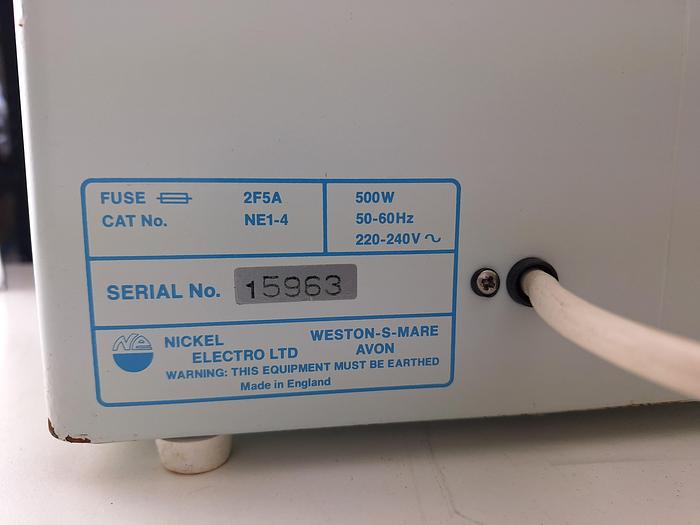 FUSE 2F5A
CAT No. NE1-4
500W
50-60Hz
220-240V ~
SERIAL No. 15963
Ne
NICKEL
ELECTRO LTD
WESTON-S-MARE
AVON
WARNING: THIS EQUIPMENT MUST BE EARTHED
Made in England